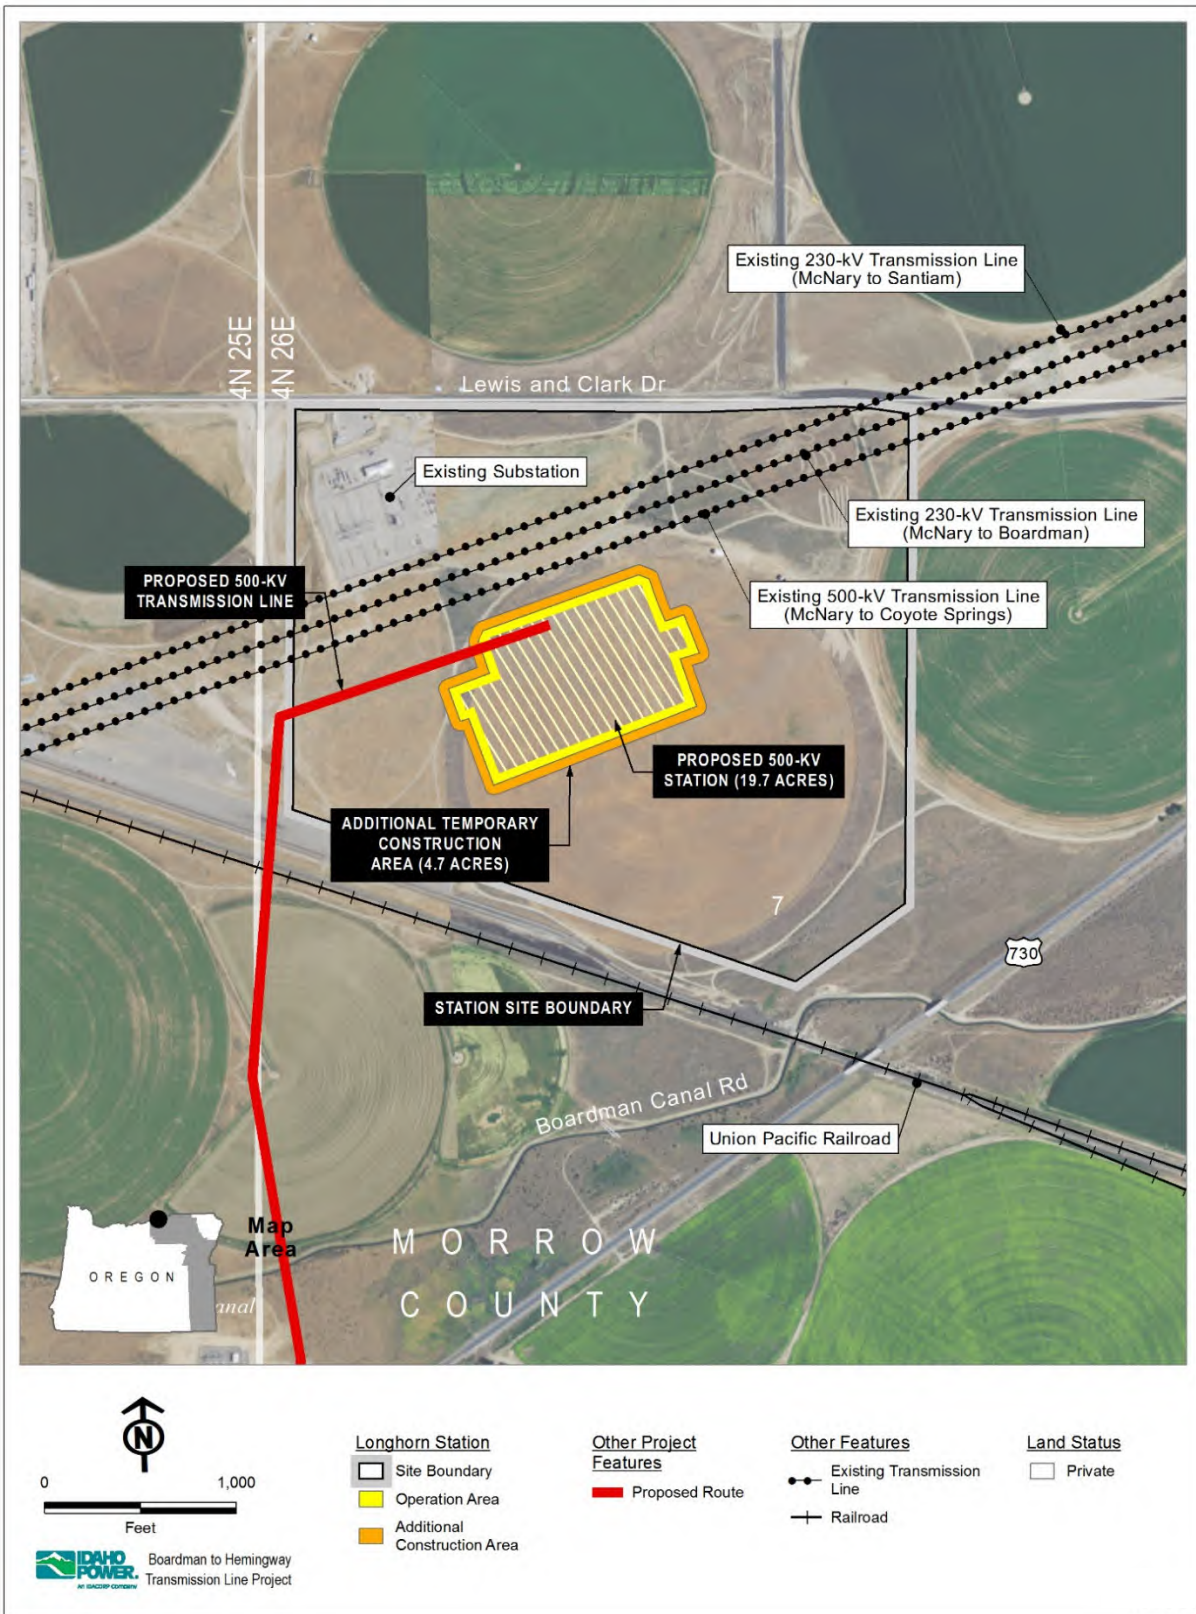 Existing 230-kV Transmission Line
(McNary to Santiam)
4N 25E
4N 26E
Lewis and Clark Dr
Existing Substation
Existing 230-kV Transmission Line
(McNary to Boardman)
PROPOSED 500-KV
TRANSMISSION LINE
Existing 500-kV Transmission Line
(McNary to Coyote Springs)
PROPOSED 500-KV
STATION (19.7 ACRES)
ADDITIONAL TEMPORARY
CONSTRUCTION
AREA (4.7 ACRES)
7
730
STATION SITE BOUNDARY
Boardman Canal Rd
Union Pacific Railroad
Map
Area
OREGON
anal
MORROW
COUNTY
N
0 1,000
Feet
IDAHO
POWER®
An IDACORP Company
Boardman to Hemingway
Transmission Line Project
Longhorn Station
Site Boundary
Operation Area
Additional
Construction Area
Other Project
Features
Proposed Route
Other Features
Existing Transmission
Line
Railroad
Land Status
Private